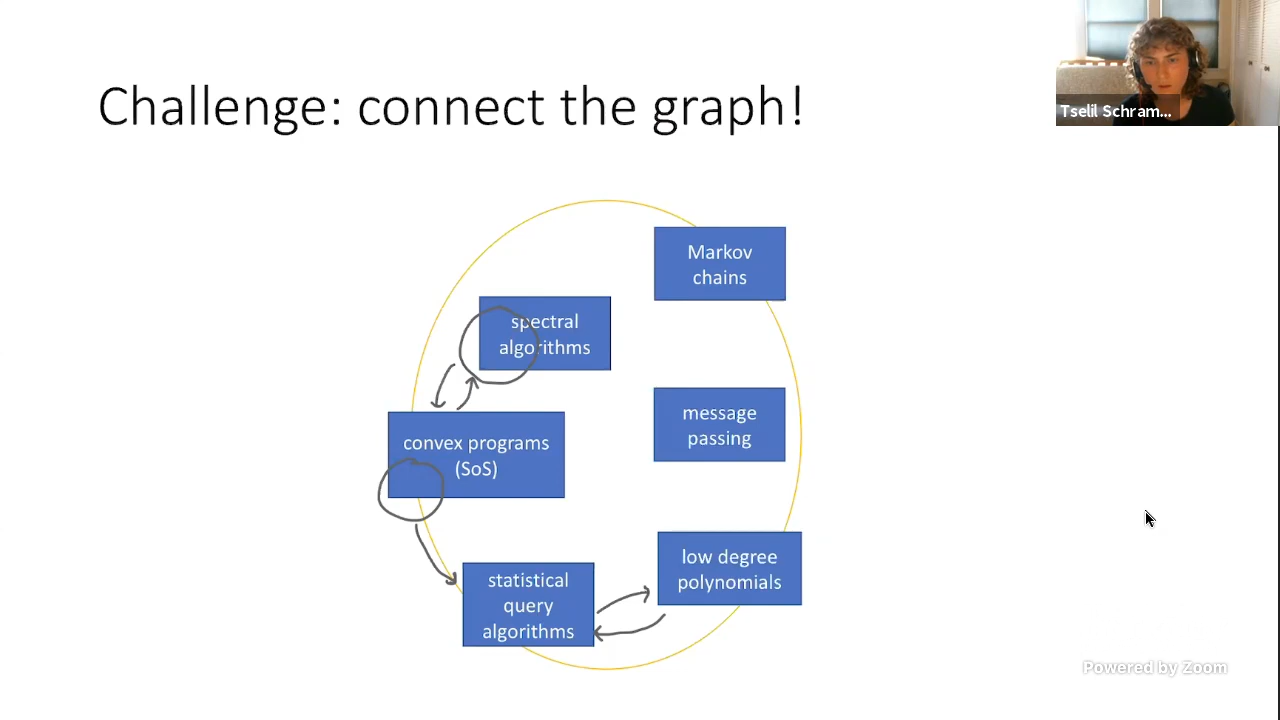 Challenge: connect the graph!
Tselil Schram...
Markov
chains
spectral
algorithms
message
passing
convex programs
(SoS)
low degree
polynomials
statistical
query
algorithms
Powered by Zoom